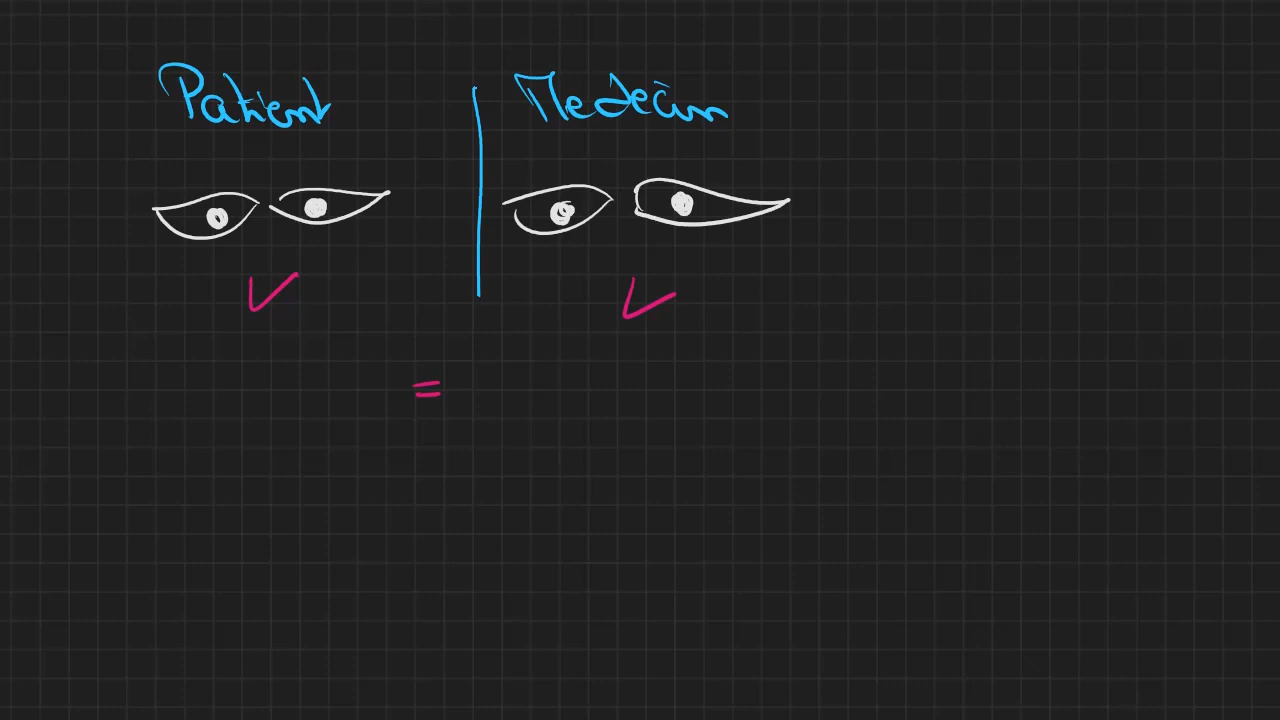 Patient | Medecin
=